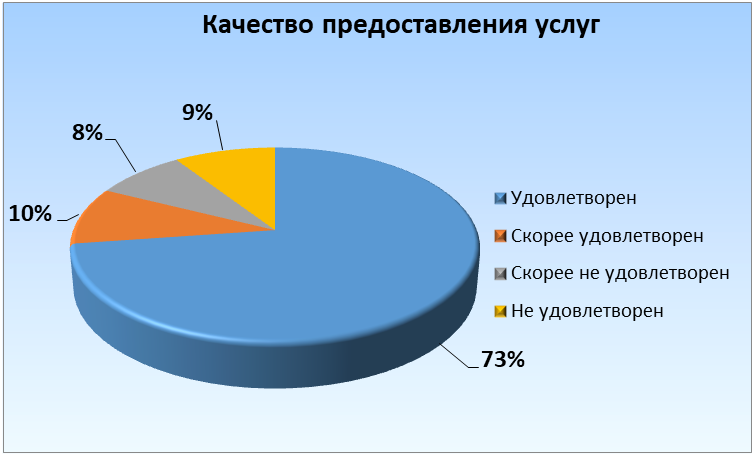 Качество предоставления услуг
9%
8%
10%
73%
Удовлетворен
Скорее удовлетворен
Скорее не удовлетворен
Не удовлетворен